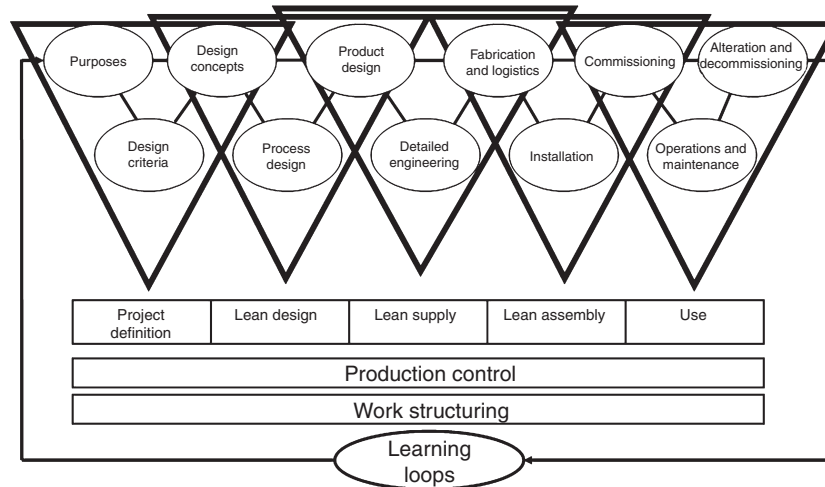 Purposes
Design
concepts
Product
design
Fabrication
and logistics
Commissioning
Alteration and
decommissioning
Design
criteria
Process
design
Detailed
engineering
Installation
Operations and
maintenance
Project
definition
Lean design
Lean supply
Lean assembly
Use
Production control
Work structuring
Learning
loops